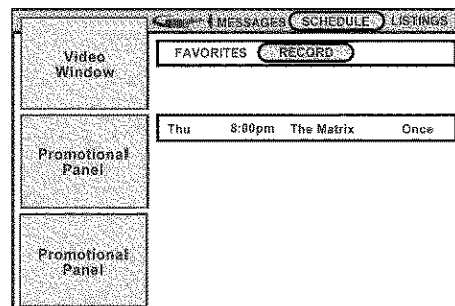 MESSAGES SCHEDULE LISTINGS
Video
Window
FAVORITES RECORD
Thu 8:00pm The Matrix Once
Promotional
Panel
Promotional
Panel